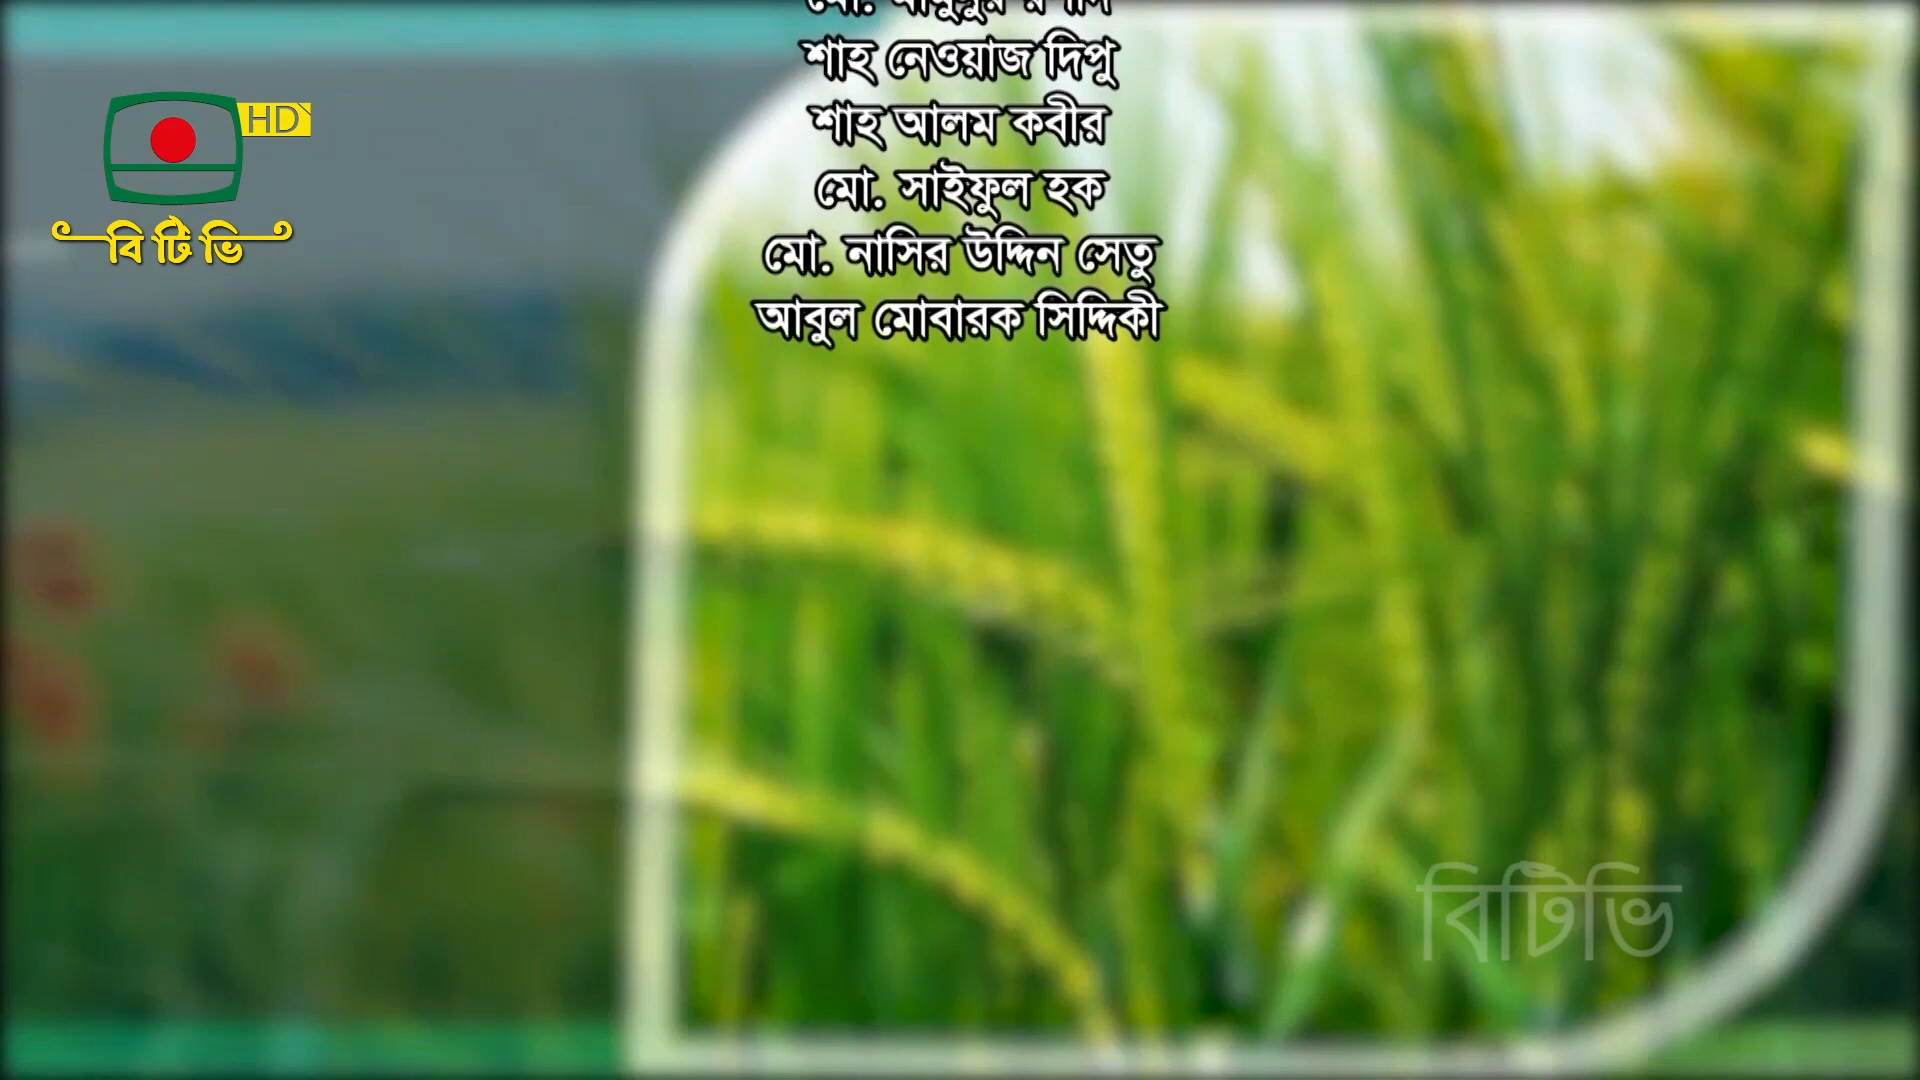 মো.
শাহ নেওয়াজ দিপু
শাহ আলম কবীর
মো. সাইফুল হক
মো. নাসির উদ্দিন সেতু
আবুল মোবারক সিদ্দিকী
HD
বিটিভি
বিটিভি